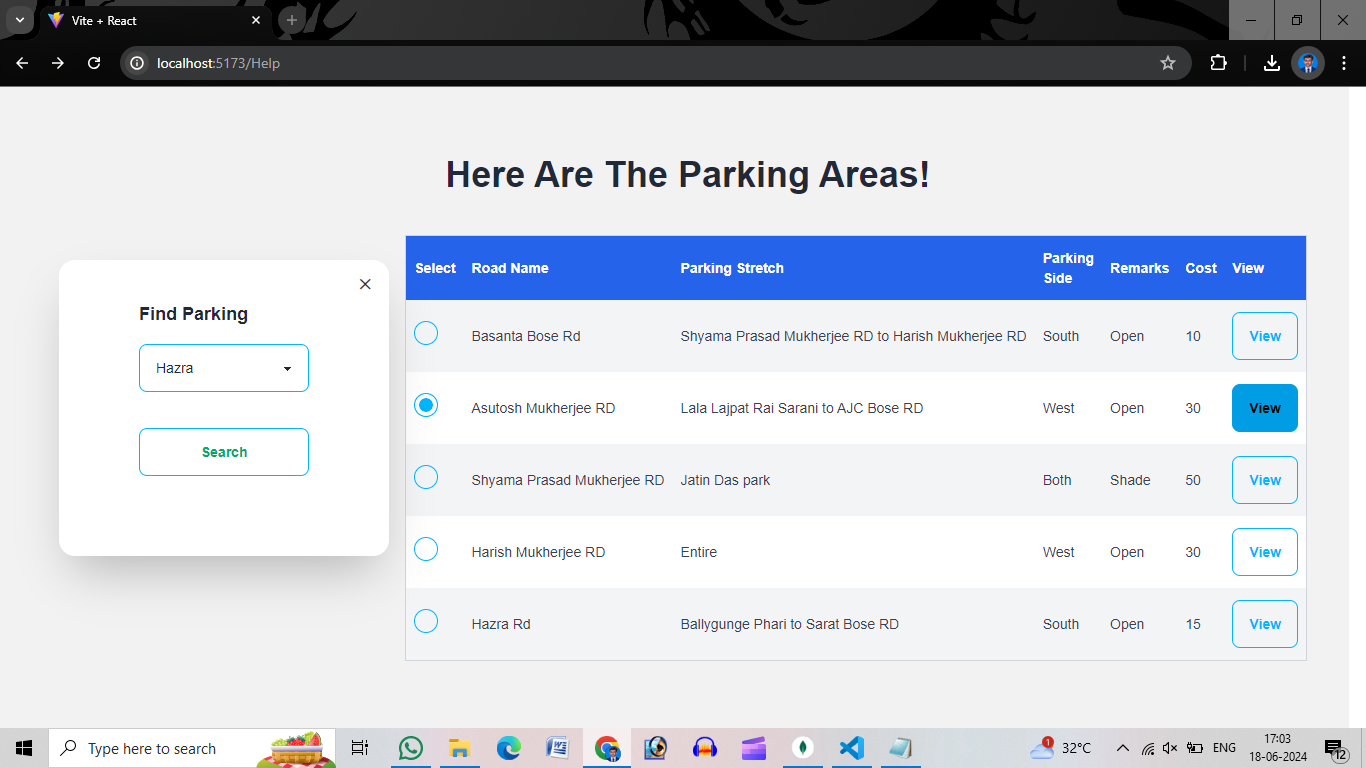 Vite + React
localhost:5173/Help
Here Are The Parking Areas!
Find Parking
Hazra
Search
Select Road Name Parking Stretch Parking Side Remarks Cost View
Basanta Bose Rd Shyama Prasad Mukherjee RD to Harish Mukherjee RD South Open 10 View
Asutosh Mukherjee RD Lala Lajpat Rai Sarani to AJC Bose RD West Open 30 View
Shyama Prasad Mukherjee RD Jatin Das park Both Shade 50 View
Harish Mukherjee RD Entire West Open 30 View
Hazra Rd Ballygunge Phari to Sarat Bose RD South Open 15 View
Type here to search
1
32°C
ENG
17:03
18-06-2024
12